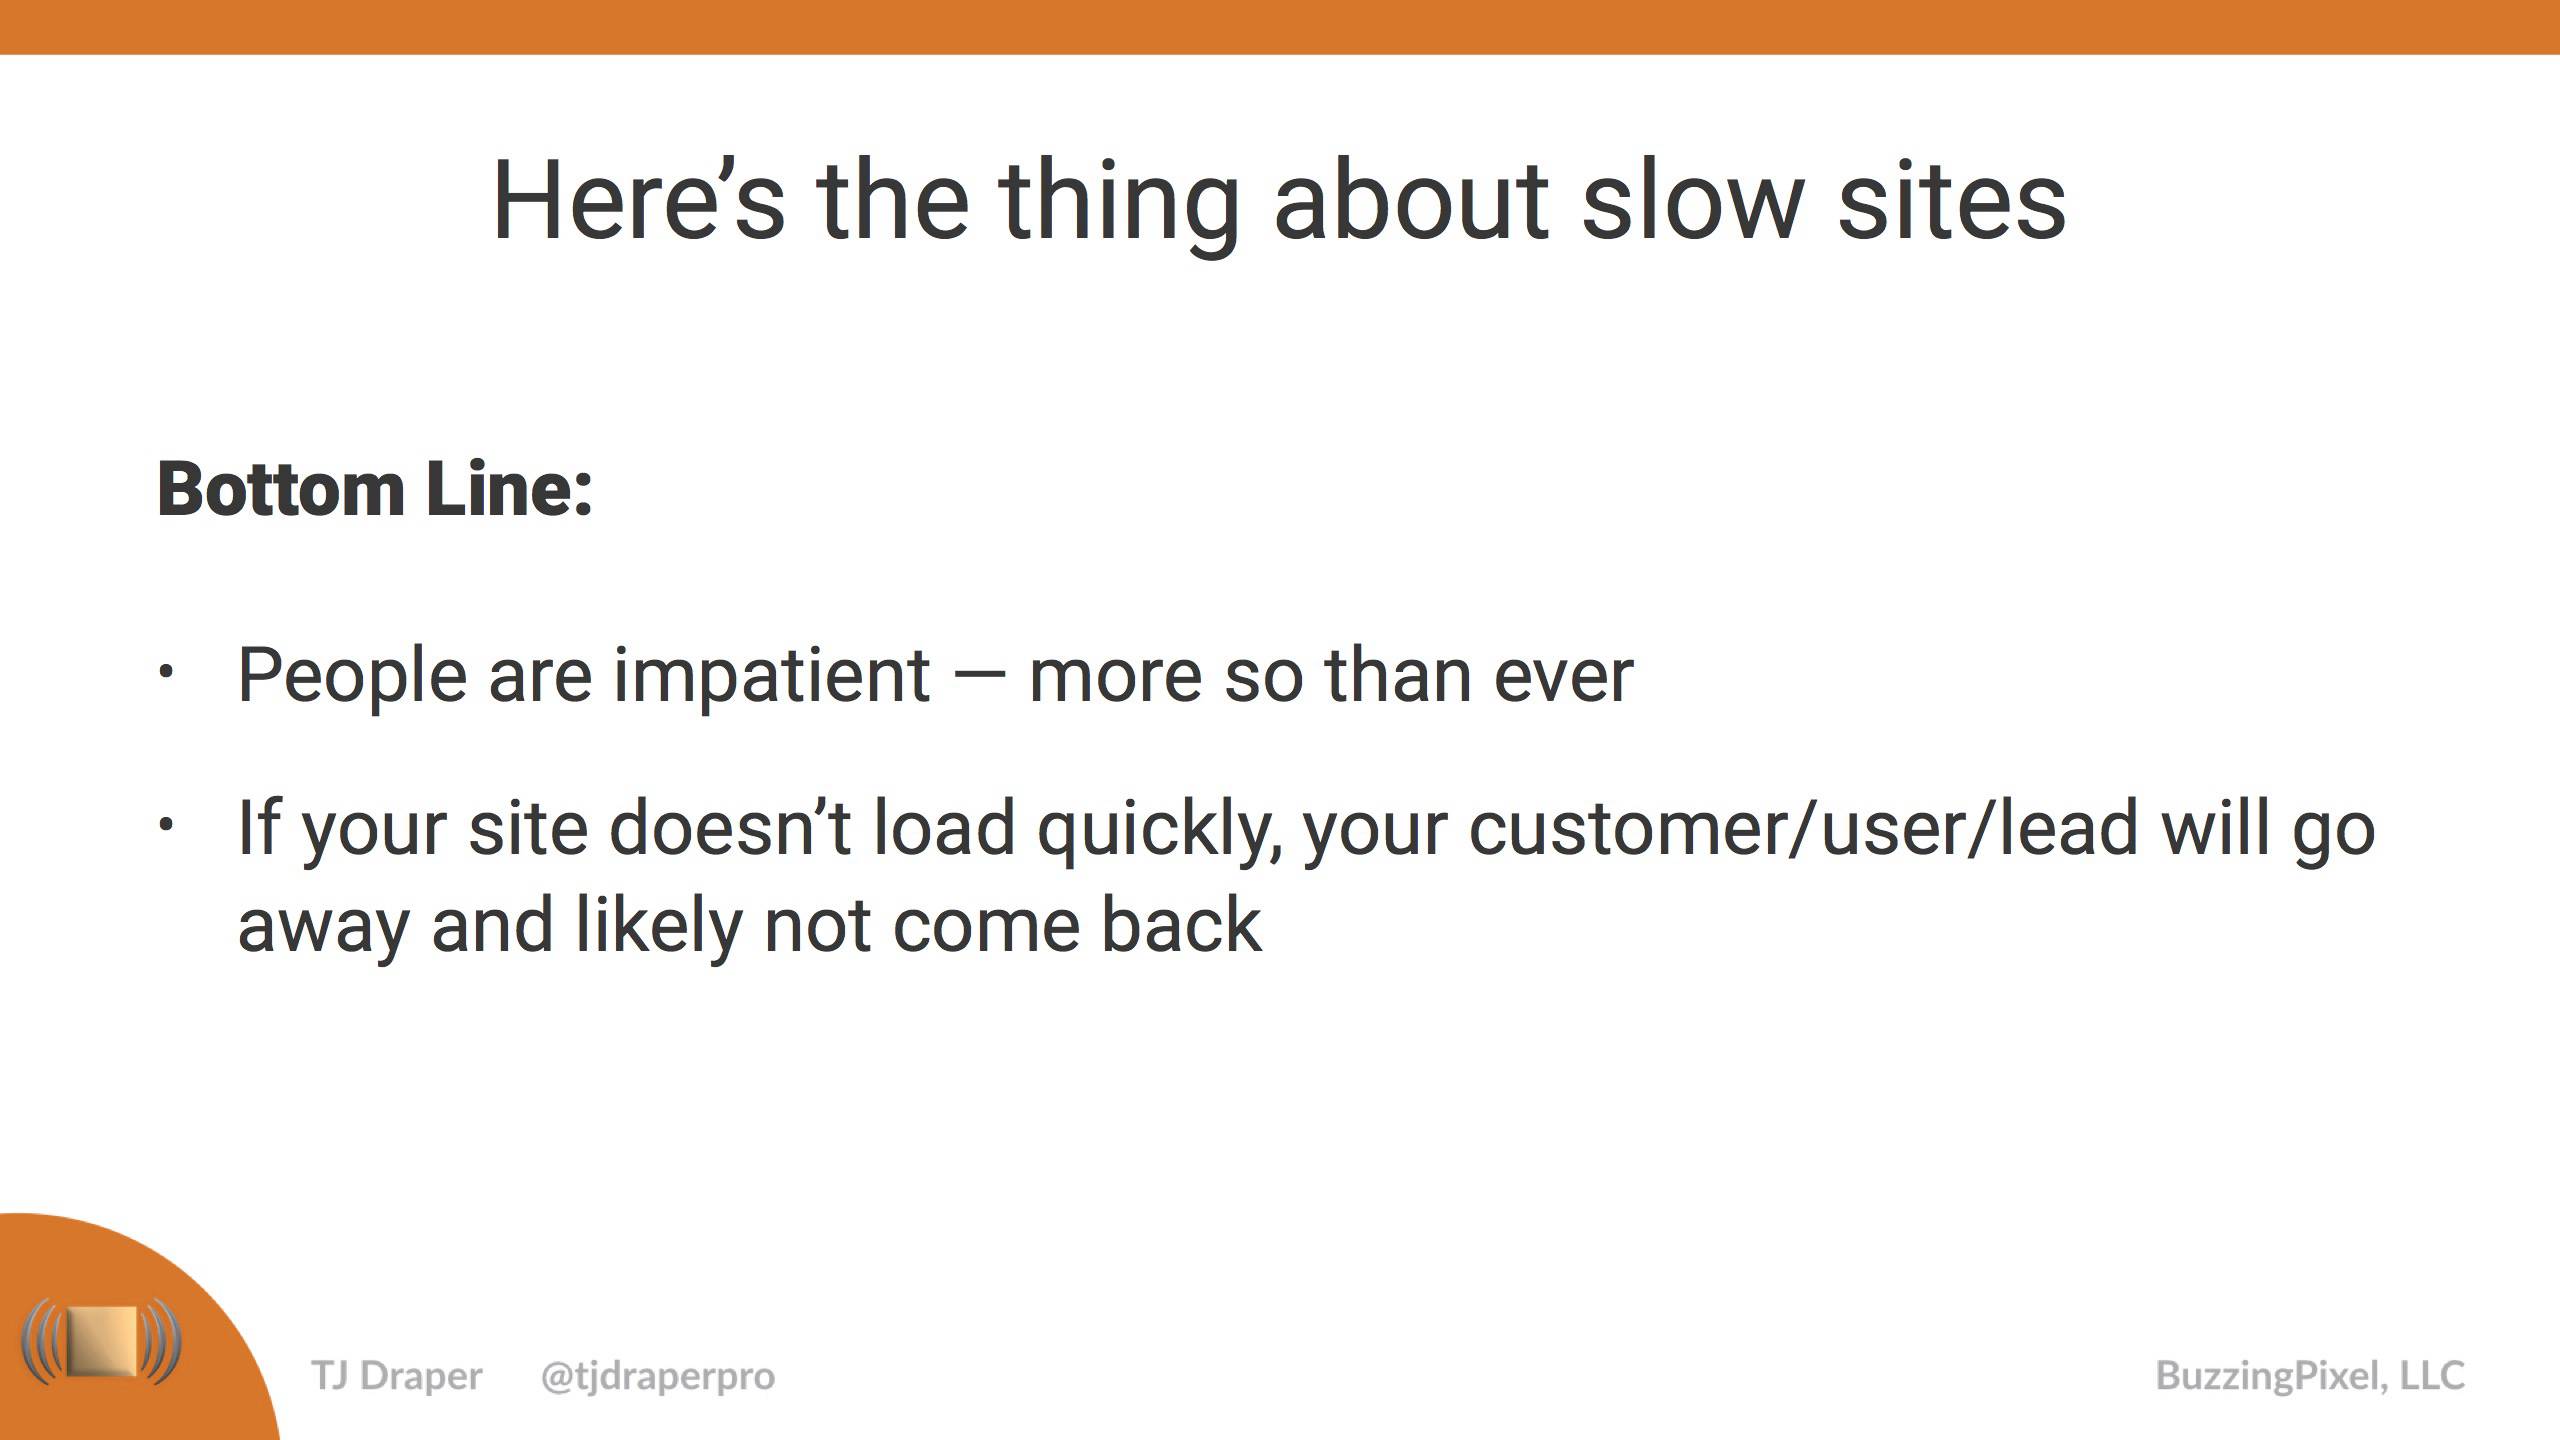 Here’s the thing about slow sites
Bottom Line:
• People are impatient — more so than ever
• If your site doesn’t load quickly, your customer/user/lead will go
away and likely not come back
TJ Draper @tjdraperpro BuzzingPixel, LLC